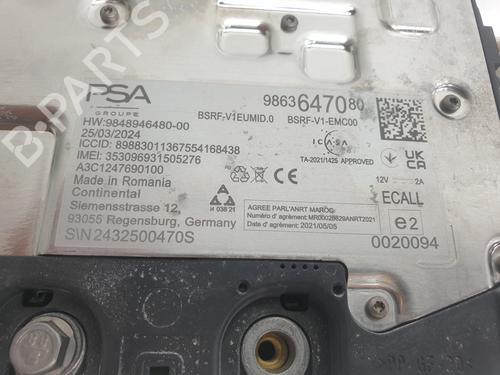 B-PARTS
PSA
GROUPE
9863647080
BSRF-V1EUMID.0 BSRF-V1-EMC00
HW:9848946480-00
25/03/2024
ICCID: 89883011367554168438
IMEI: 353096931505276
A3C1247690100
Made in Romania
Continental
Siemensstrasse 12,
93055 Regensburg, Germany
S\N2432500470S
ICASA
TA-2021/1425 APPROVED
UK
CA
12V 2A
ECALL
e2
0020094
AGREE PAR L'ANRT MAROC
Numéro d' agrément: MR00028629ANRT2021
Date d' agrément: 2021/05/05